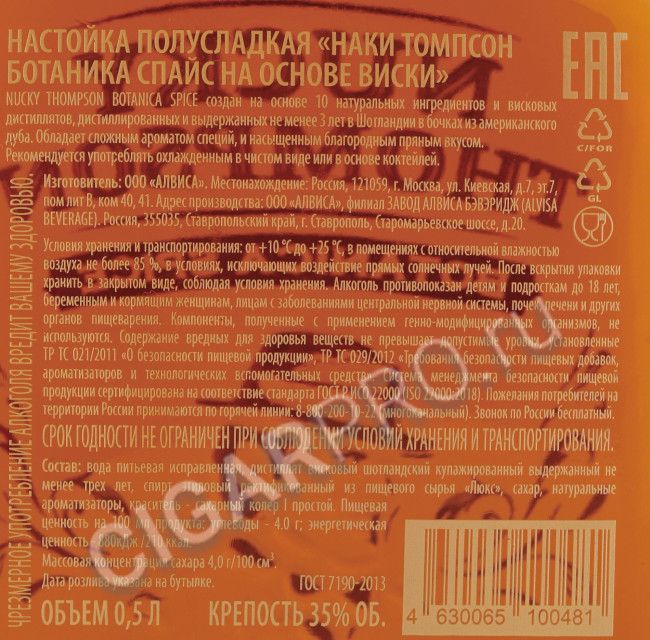 НАСТОЙКА ПОЛУСЛАДКАЯ «НАКИ ТОМПСОН
БОТАНИКА СПАЙС НА ОСНОВЕ ВИСКИ»
NUCKY THOMPSON BOTANICA SPICE создан на основе 10 натуральных ингредиентов и висковых
дистиллятов, дистиллированных и выдержанных не менее 3 лет в Шотландии в бочках из американского
дуба. Обладает сложным ароматом специй, и насыщенным благородным пряным вкусом.
Рекомендуется употреблять охлажденным в чистом виде или в основе коктейлей.
EAC
C/FOR
GL
Изготовитель: ООО «АЛВИСА». Местонахождение: Россия, 121059, г. Москва, ул. Киевская, д.7, эт.7,
пом лит В, ком 40, 41. Адрес производства: ООО «АЛВИСА», филиал ЗАВОД АЛВИСА БЭВЭРИДЖ (ALVISA
BEVERAGE). Россия, 355035, Ставропольский край, г. Ставрополь, Старомарьевское шоссе, д.20.
Условия хранения и транспортирования: от +10 °С до +25 °С, в помещениях с относительной влажностью
воздуха не более 85 %, в условиях, исключающих воздействие прямых солнечных лучей. После вскрытия упаковки
хранить в закрытом виде, соблюдая условия хранения. Алкоголь противопоказан детям и подросткам до 18 лет,
беременным и кормящим женщинам, лицам с заболеваниями центральной нервной системы, почек, печени и других
органов пищеварения. Компоненты, полученные с применением генно-модифицированных организмов, не
используются. Содержание вредных для здоровья веществ не превышает допустимые уровни, установленные
ТР ТС 021/2011 «О безопасности пищевой продукции», ТР ТС 029/2012 «Требования безопасности пищевых добавок,
ароматизаторов и технологических вспомогательных средств». Система менеджмента безопасности пищевой
продукции сертифицирована на соответствие стандарта ГОСТ Р ИСО 22000 (ISO 22000:2018). Пожелания потребителей на
территории России принимаются по горячей линии: 8-800-200-19-22 (многоканальный). Звонок по России бесплатный.
СРОК ГОДНОСТИ НЕ ОГРАНИЧЕН ПРИ СОБЛЮДЕНИИ УСЛОВИЙ ХРАНЕНИЯ И ТРАНСПОРТИРОВАНИЯ.
Состав: вода питьевая исправленная, дистиллят висковый шотландский купажированный выдержанный не
менее трех лет, спирт этиловый ректификованный из пищевого сырья «Люкс», сахар, натуральные
ароматизаторы, краситель - сахарный колер I простой. Пищевая
ценность на 100 мл продукта: углеводы - 4.0 г; энергетическая
ценность - 880кДж /210 ккал.
Массовая концентрация сахара 4,0 г/100 см³.
Дата розлива указана на бутылке. ГОСТ 7190-2013
ОБЪЕМ 0,5 Л КРЕПОСТЬ 35% ОБ.
4 630065 100481
ЧРЕЗМЕРНОЕ УПОТРЕБЛЕНИЕ АЛКОГОЛЯ ВРЕДИТ ВАШЕМУ ЗДОРОВЬЮ.
CIGARPRO.ru